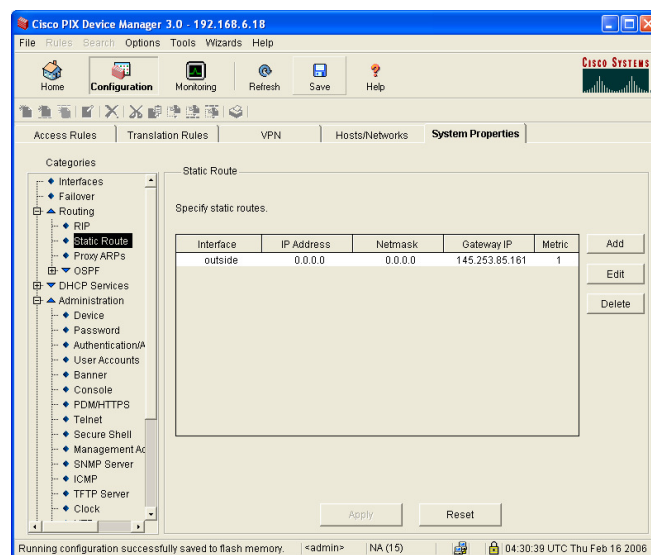 Cisco PIX Device Manager 3.0 - 192.168.6.18
File Rules Search Options Tools Wizards Help
Home Configuration Monitoring Refresh Save Help
CISCO SYSTEMS
Access Rules Translation Rules VPN Hosts/Networks System Properties
Categories
Interfaces
Failover
Routing
RIP
Static Route
Proxy ARPs
OSPF
DHCP Services
Administration
Device
Password
Authentication/A
User Accounts
Banner
Console
PDM/HTTPS
Telnet
Secure Shell
Management Ac
SNMP Server
ICMP
TFTP Server
Clock
Static Route
Specify static routes.
Interface IP Address Netmask Gateway IP Metric
outside 0.0.0.0 0.0.0.0 145.253.85.161 1
Add
Edit
Delete
Apply Reset
Running configuration successfully saved to flash memory. <admin> NA (15) 04:30:39 UTC Thu Feb 16 2006